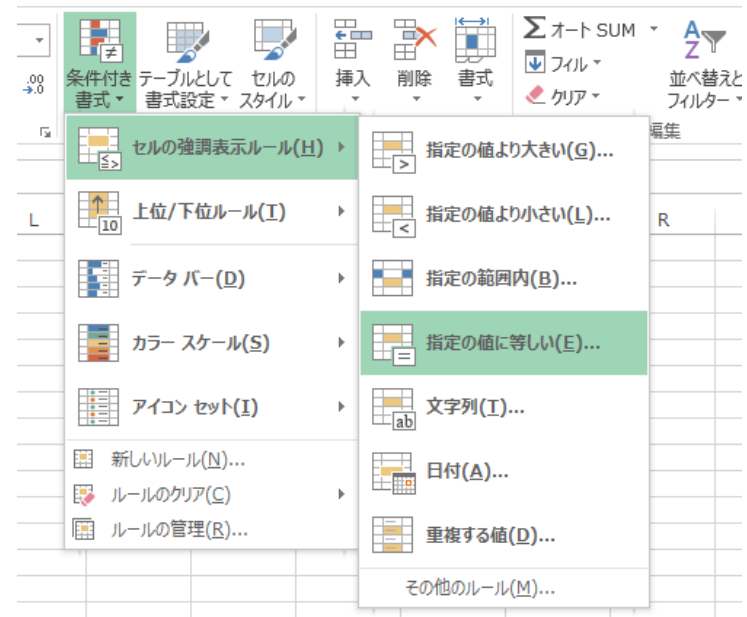 オート SUM
A
Z
.00
→.0
条件付き
書式
テーブルとして
書式設定
セルの
スタイル
挿入
削除
書式
フィル
クリア
並べ替えと
フィルター
編集
L
R
セルの強調表示ルール(H)
上位/下位ルール(T)
データ バー(D)
カラー スケール(S)
アイコン セット(I)
新しいルール(N)...
ルールのクリア(C)
ルールの管理(R)...
10
指定の値より大きい(G)...
指定の値より小さい(L)...
指定の範囲内(B)...
指定の値に等しい(E)...
文字列(T)...
ab
日付(A)...
重複する値(D)...
その他のルール(M)...